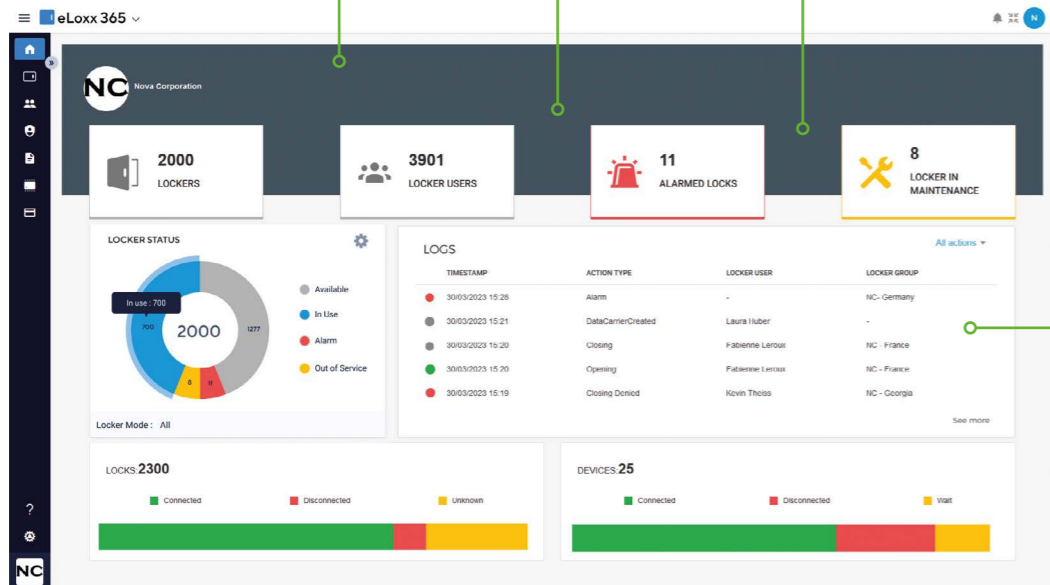 eLoxx 365
N
NC Nova Corporation
2000
LOCKERS
3901
LOCKER USERS
11
ALARMED LOCKS
8
LOCKER IN
MAINTENANCE
LOCKER STATUS
In use : 700
700
2000
1277
8
11
Available
In Use
Alarm
Out of Service
Locker Mode : All
LOGS
All actions
TIMESTAMP ACTION TYPE LOCKER USER LOCKER GROUP
30/03/2023 15:28 Alarm - NC- Germany
30/03/2023 15:21 DataCarrierCreated Laura Huber -
30/03/2023 15:20 Closing Fabienne Leroux NC - France
30/03/2023 15:20 Opening Fabienne Leroux NC - France
30/03/2023 15:19 Closing Denied Kevin Theiss NC - Georgia
See more
LOCKS:2300
Connected Disconnected Unknown
DEVICES:25
Connected Disconnected Wait
?
NC